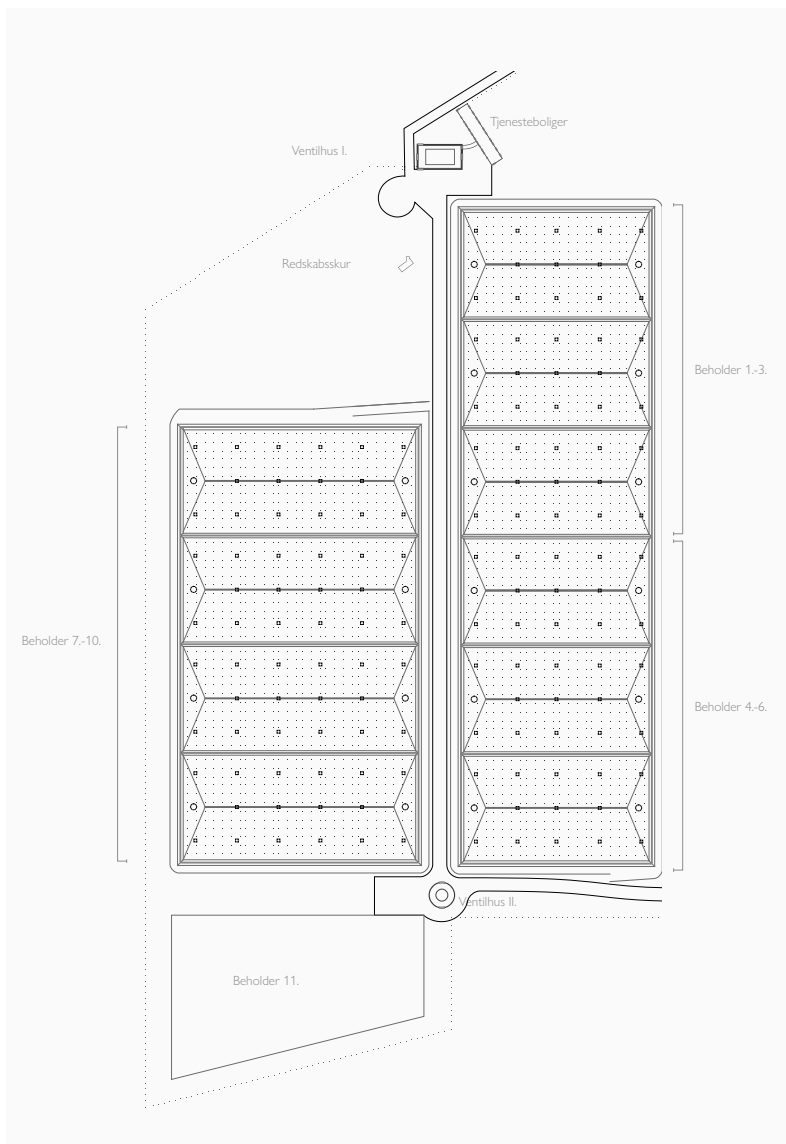 Tjenesteboliger
Ventilhus I.
Redskabsskur
Beholder 1.-3.
Beholder 7.-10.
Beholder 4.-6.
Ventilhus II.
Beholder 11.